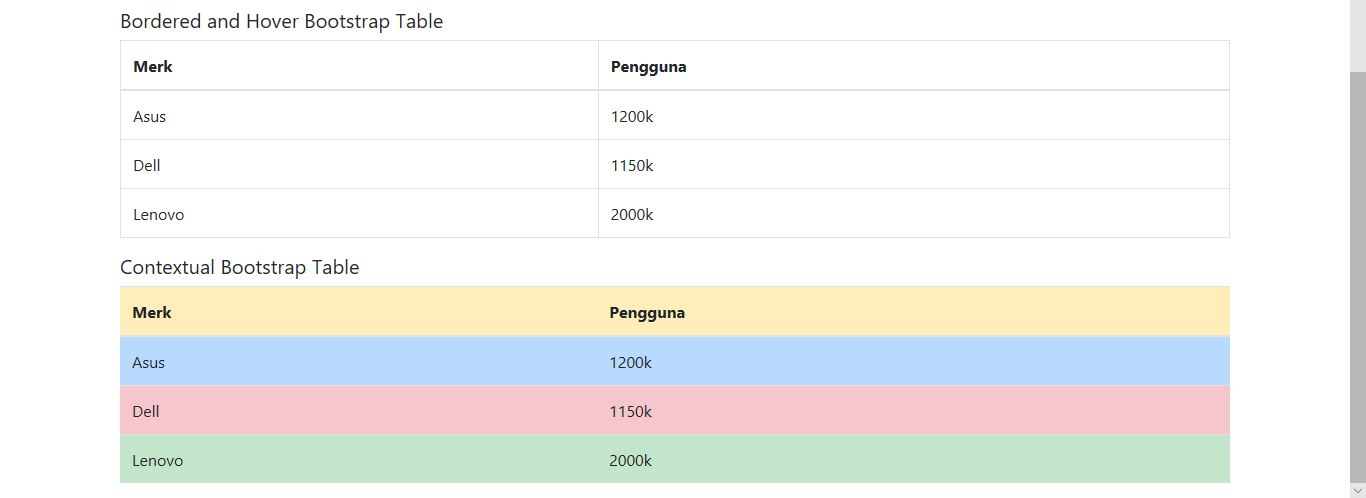 Bordered and Hover Bootstrap Table
Merk Pengguna
Asus 1200k
Dell 1150k
Lenovo 2000k
Contextual Bootstrap Table
Merk Pengguna
Asus 1200k
Dell 1150k
Lenovo 2000k